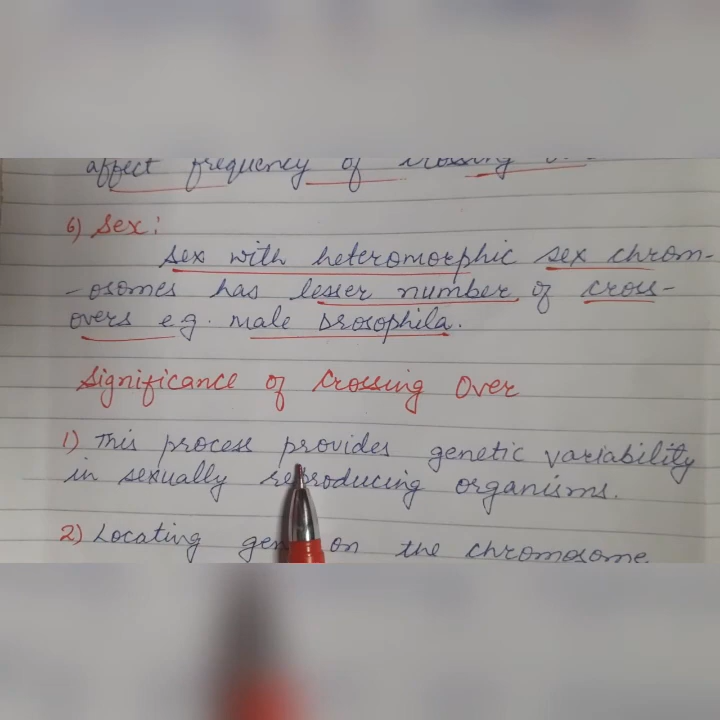 affect frequency of crossing
6) Sex:
Sex with heteromorphic sex chrom-
-osomes has lesser number of cross-
overs e.g. male Drosophila.
Significance of Crossing Over
1) This process provides genetic variability
in sexually reproducing organisms.
2) Locating on the chromosome